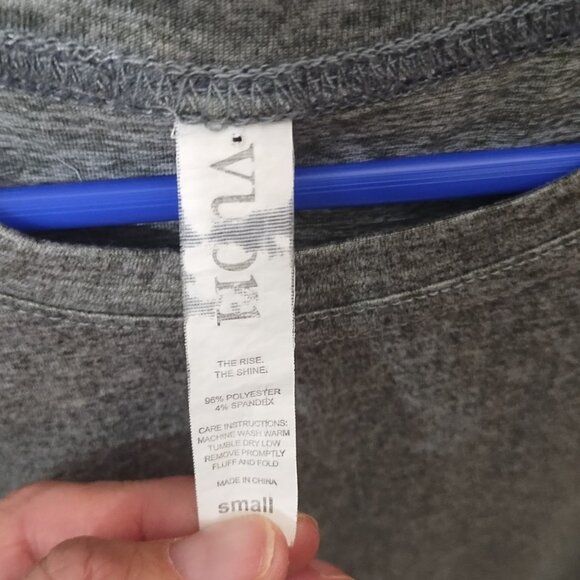 VUORI
THE RISE.
THE SHINE.
96% POLYESTER
4% SPANDEX
CARE INSTRUCTIONS:
MACHINE WASH WARM
TUMBLE DRY LOW
REMOVE PROMPTLY
FLUFF AND FOLD
MADE IN CHINA
small